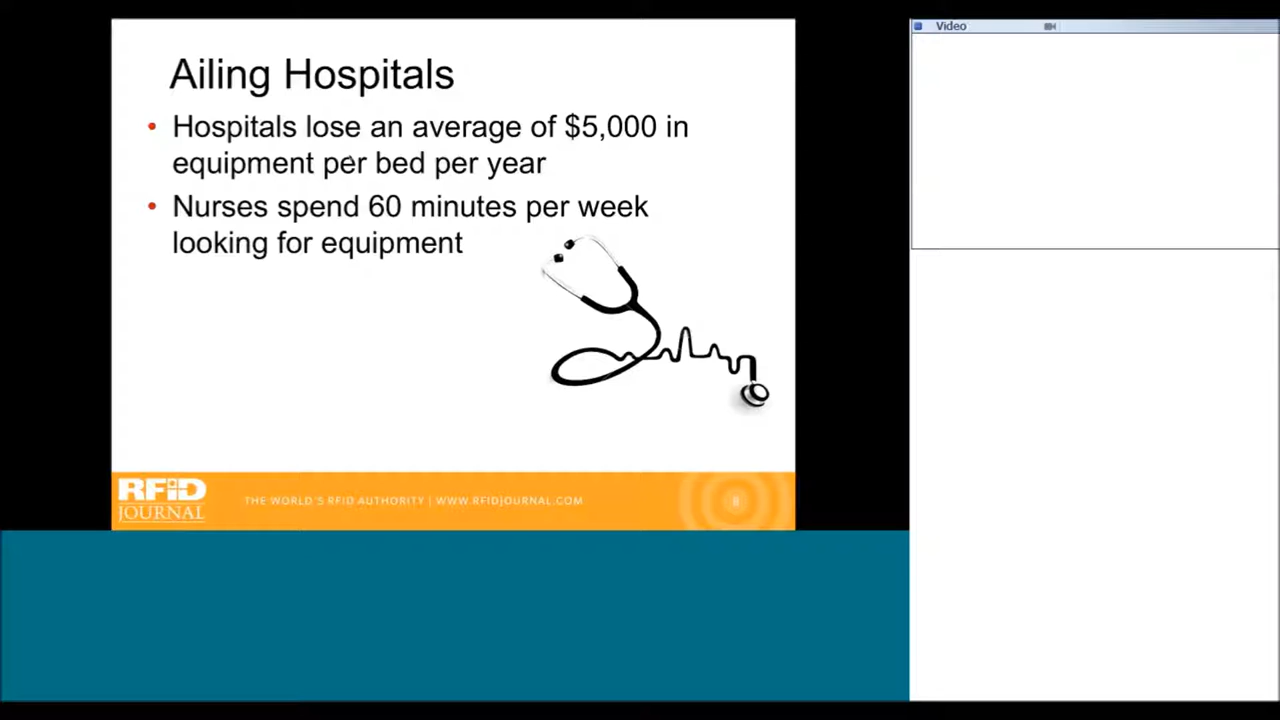 Video
Ailing Hospitals
• Hospitals lose an average of $5,000 in
equipment per bed per year
• Nurses spend 60 minutes per week
looking for equipment
RFiD
JOURNAL
THE WORLD'S RFID AUTHORITY | WWW.RFIDJOURNAL.COM